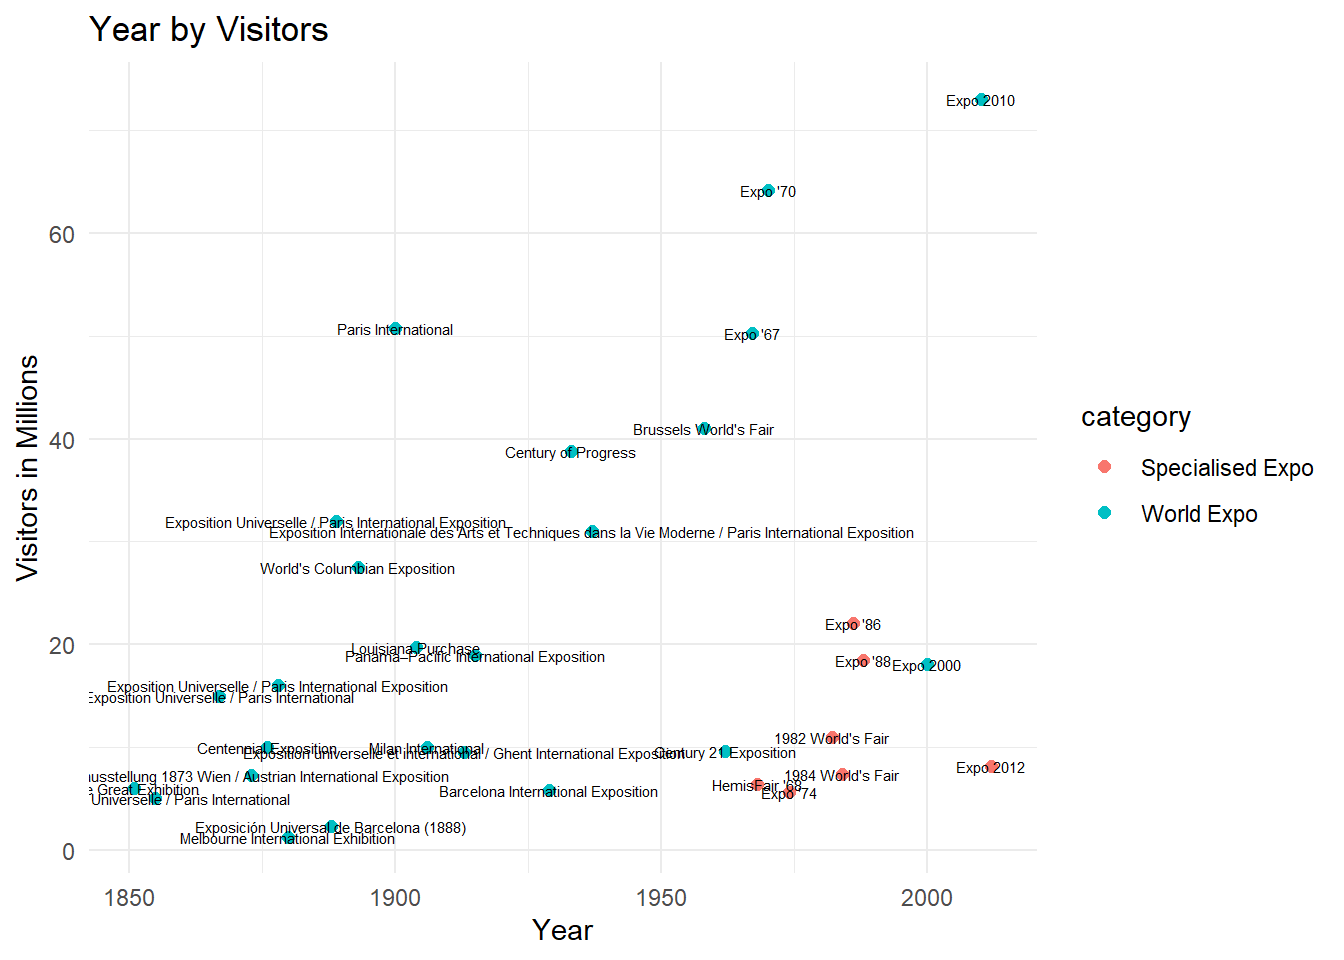 Year by Visitors
Expo 2010
Expo '70
60
Paris International
Expo '67
Brussels World's Fair
40
Century of Progress
Exposition Universelle / Paris International Exposition
Exposition Internationale des Arts et Techniques dans la Vie Moderne / Paris International Exposition
World's Columbian Exposition
Expo '86
20
Louisiana Purchase
Panama–Pacific International Exposition
Expo '88
Expo 2000
Exposition Universelle / Paris International Exposition
Exposition Universelle / Paris International
1982 World's Fair
Centennial Exposition
Milan International
Exposition universelle et international / Ghent International Exposition
Century 21 Exposition
Expo 2012
ausstellung 1873 Wien / Austrian International Exposition
1984 World's Fair
e Great Exhibition
HemisFair '68
Barcelona International Exposition
Expo '74
Universelle / Paris International
Exposición Universal de Barcelona (1888)
Melbourne International Exhibition
0
1850
1900
1950
2000
Year
Visitors in Millions
category
Specialised Expo
World Expo